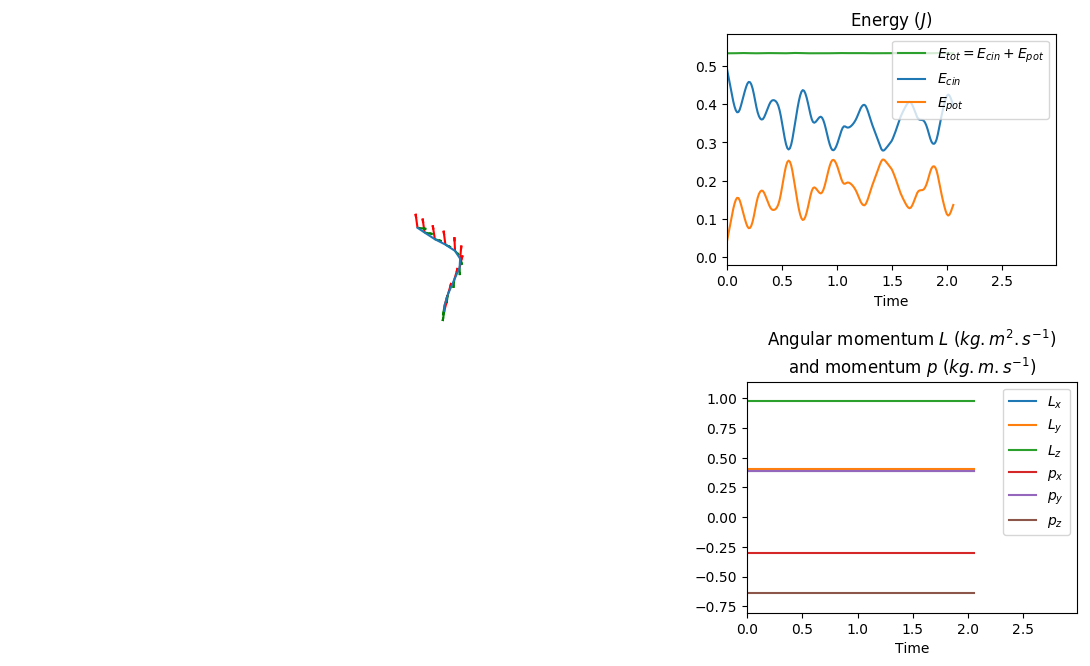 Energy (J)
E_tot = E_cin + E_pot
E_cin
E_pot
0.5
0.4
0.3
0.2
0.1
0.0
0.0 0.5 1.0 1.5 2.0 2.5
Time
Angular momentum L (kg.m².s⁻¹)
and momentum p (kg.m.s⁻¹)
1.00
0.75
0.50
0.25
0.00
−0.25
−0.50
−0.75
L_x
L_y
L_z
p_x
p_y
p_z
0.0 0.5 1.0 1.5 2.0 2.5
Time